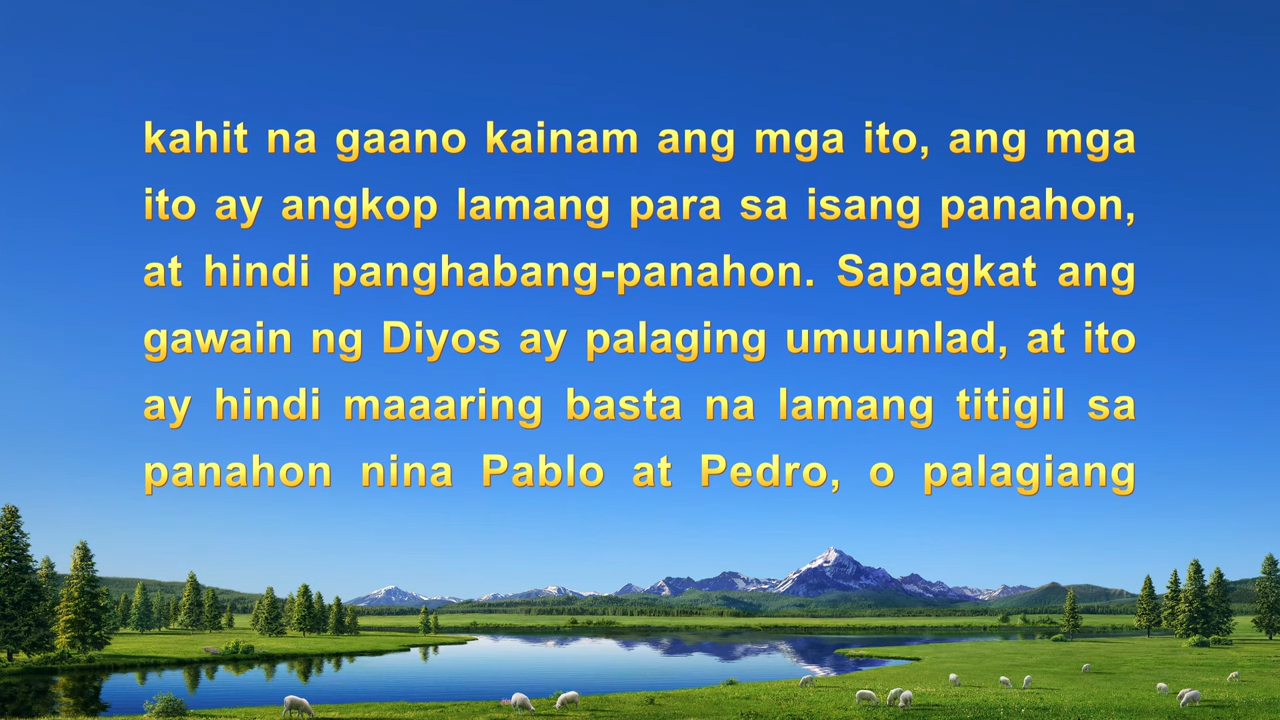 kahit na gaano kainam ang mga ito, ang mga
ito ay angkop lamang para sa isang panahon,
at hindi panghabang-panahon. Sapagkat ang
gawain ng Diyos ay palaging umuunlad, at ito
ay hindi maaaring basta na lamang titigil sa
panahon nina Pablo at Pedro, o palagiang